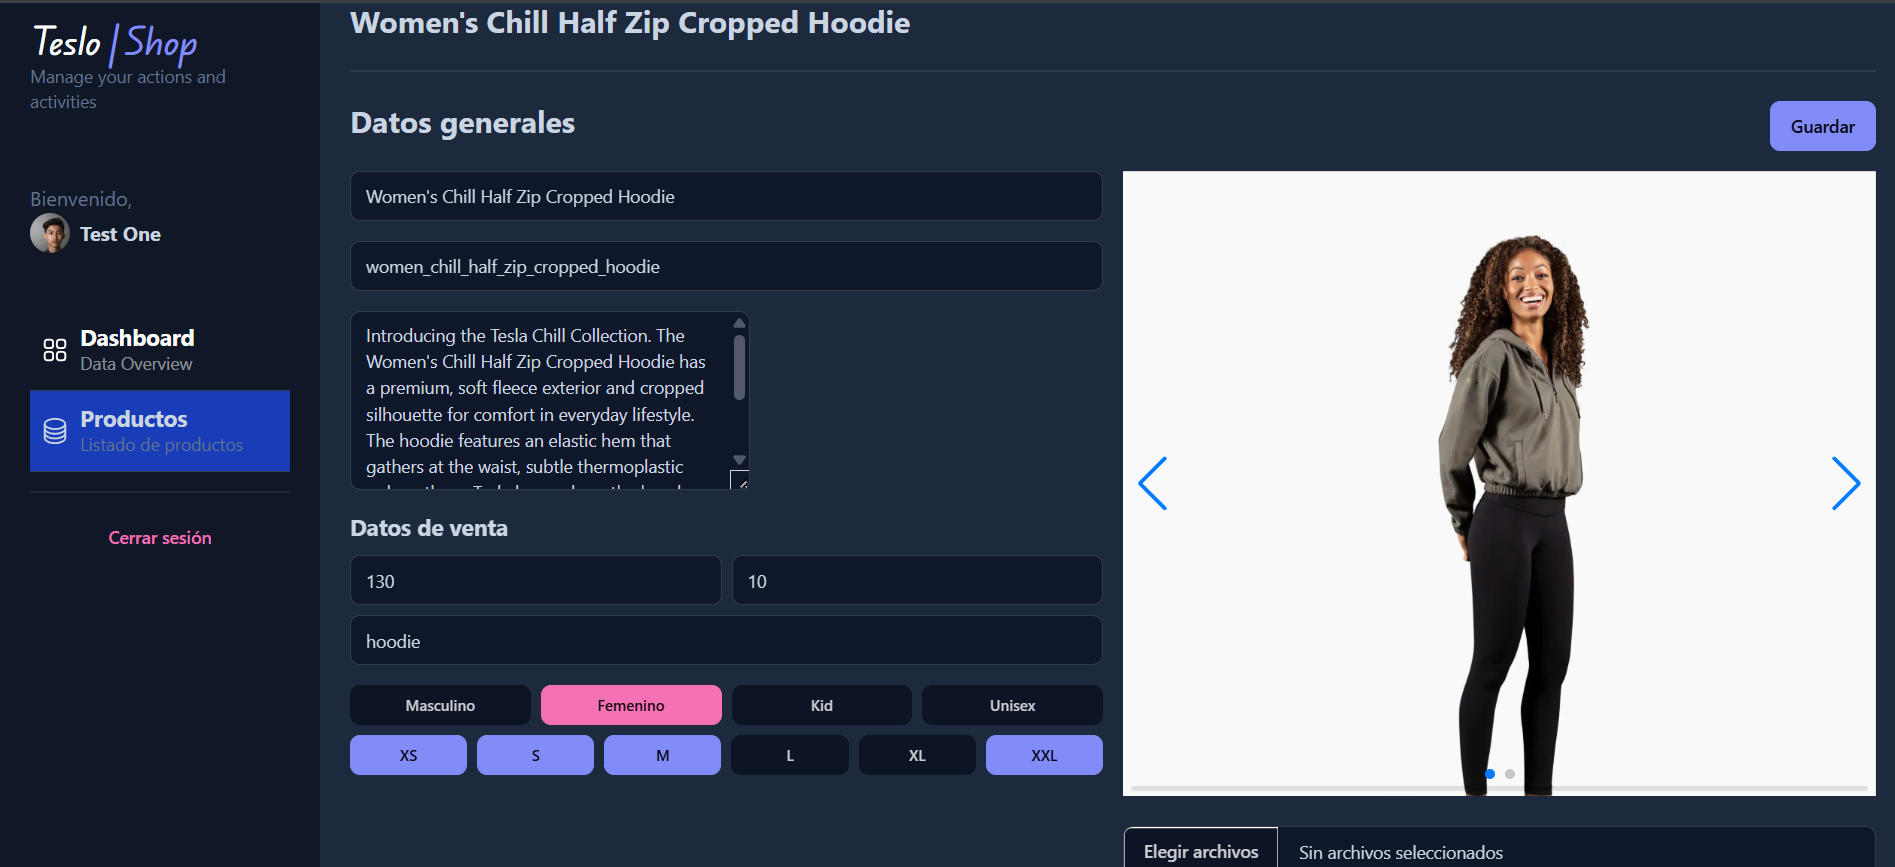 Women's Chill Half Zip Cropped Hoodie
Teslo|Shop
Manage your actions and
activities
Datos generales
Guardar
Bienvenido,
Test One
Women's Chill Half Zip Cropped Hoodie
women_chill_half_zip_cropped_hoodie
Dashboard
Data Overview
Productos
Listado de productos
Cerrar sesión
Introducing the Tesla Chill Collection. The
Women's Chill Half Zip Cropped Hoodie has
a premium, soft fleece exterior and cropped
silhouette for comfort in everyday lifestyle.
The hoodie features an elastic hem that
gathers at the waist, subtle thermoplastic
Datos de venta
130
10
hoodie
Masculino
Femenino
Kid
Unisex
XS
S
M
L
XL
XXL
Elegir archivos
Sin archivos seleccionados